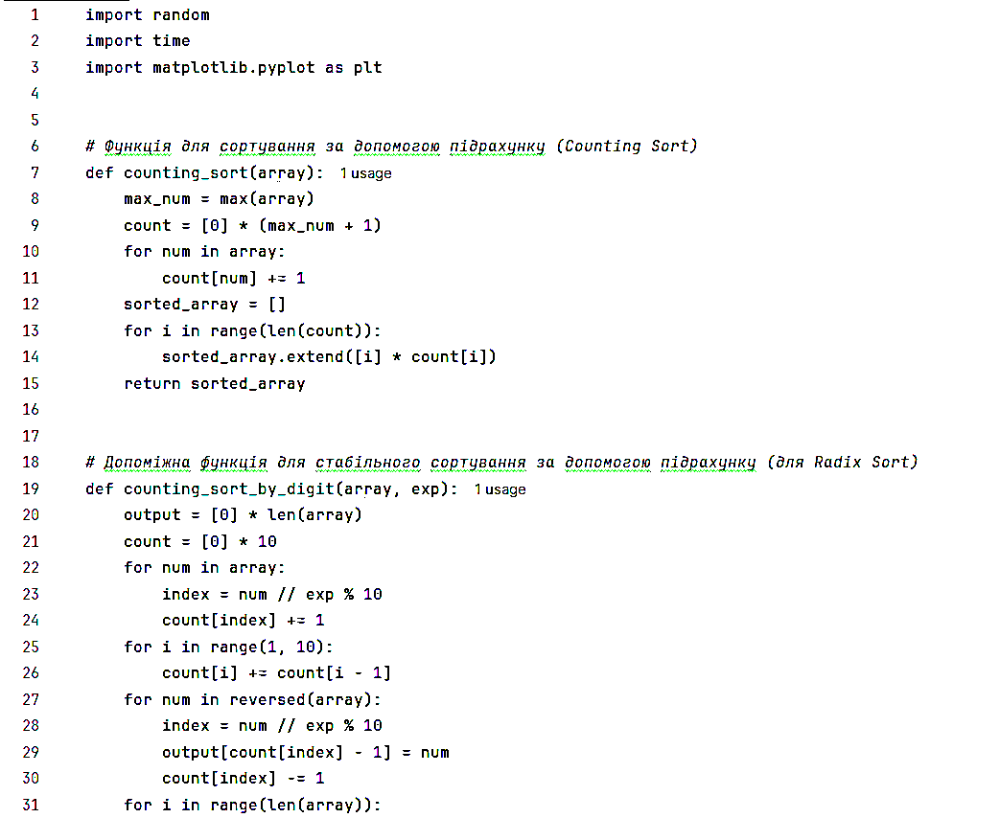 1 import random
2 import time
3 import matplotlib.pyplot as plt
4
5
6 # Функція для сортування за допомогою підрахунку (Counting Sort)
7 def counting_sort(array): 1 usage
8 max_num = max(array)
9 count = [0] * (max_num + 1)
10 for num in array:
11 count[num] += 1
12 sorted_array = []
13 for i in range(len(count)):
14 sorted_array.extend([i] * count[i])
15 return sorted_array
16
17
18 # Допоміжна функція для стабільного сортування за допомогою підрахунку (для Radix Sort)
19 def counting_sort_by_digit(array, exp): 1 usage
20 output = [0] * len(array)
21 count = [0] * 10
22 for num in array:
23 index = num // exp % 10
24 count[index] += 1
25 for i in range(1, 10):
26 count[i] += count[i - 1]
27 for num in reversed(array):
28 index = num // exp % 10
29 output[count[index] - 1] = num
30 count[index] -= 1
31 for i in range(len(array)):